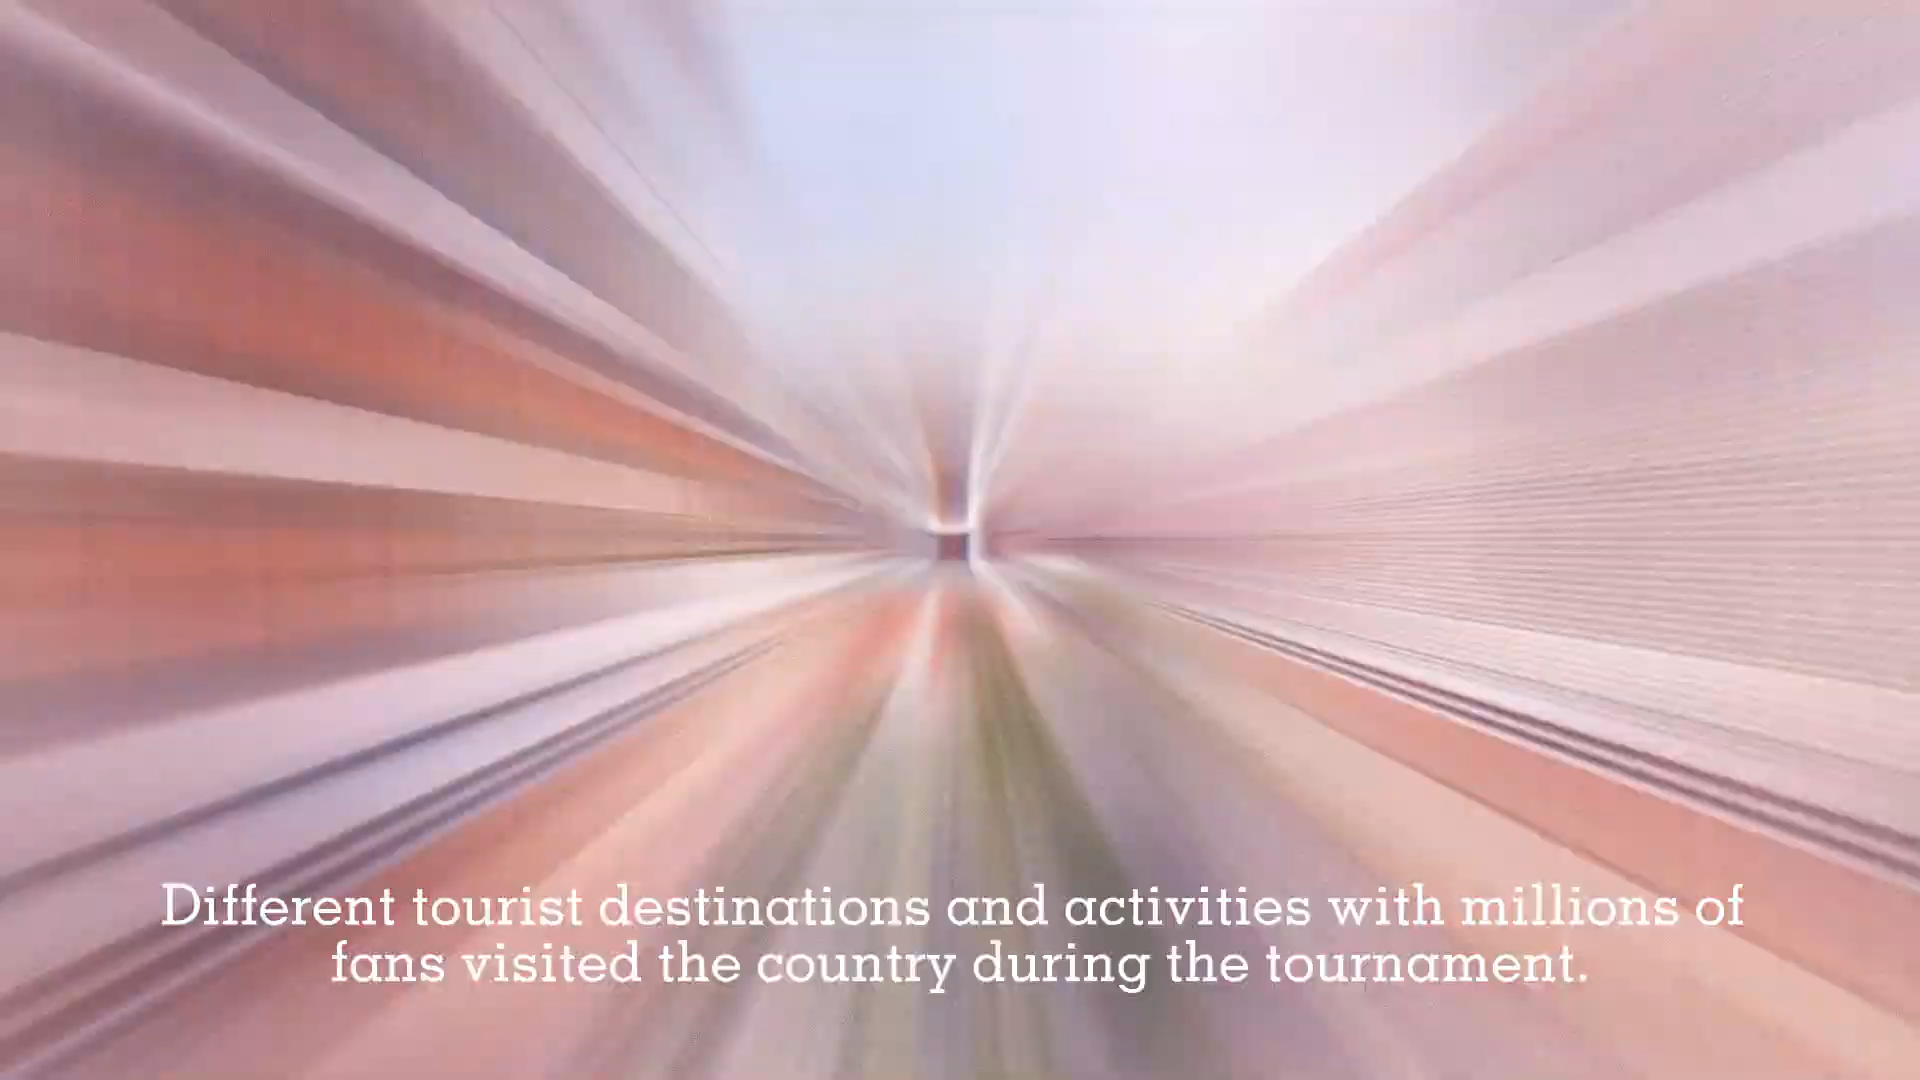 Different tourist destinations and activities with millions of
fans visited the country during the tournament.